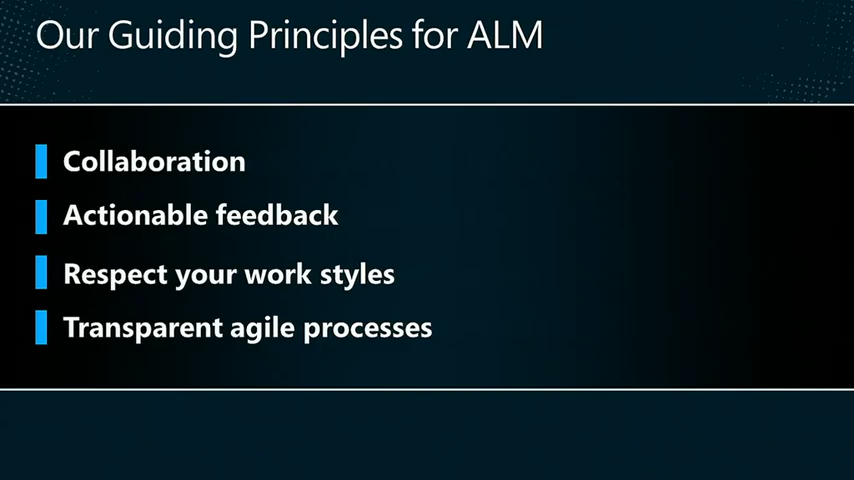 Our Guiding Principles for ALM
Collaboration
Actionable feedback
Respect your work styles
Transparent agile processes